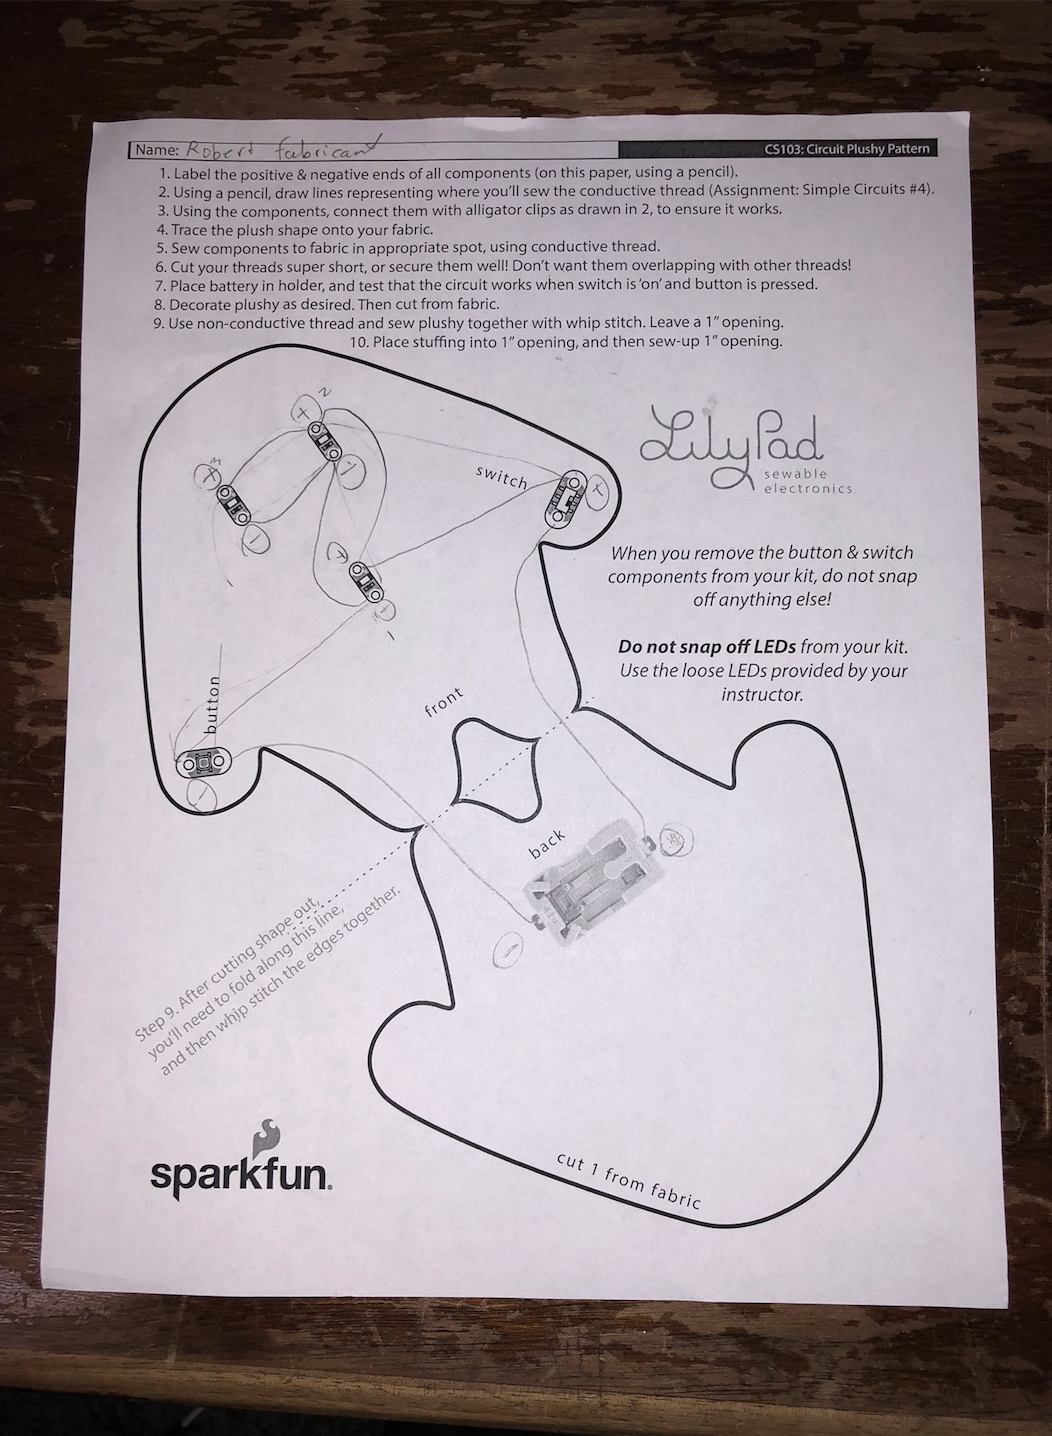 Name: Robert Fabricant
CS103: Circuit Plushy Pattern
1. Label the positive & negative ends of all components (on this paper, using a pencil).
2. Using a pencil, draw lines representing where you'll sew the conductive thread (Assignment: Simple Circuits #4).
3. Using the components, connect them with alligator clips as drawn in 2, to ensure it works.
4. Trace the plush shape onto your fabric.
5. Sew components to fabric in appropriate spot, using conductive thread.
6. Cut your threads super short, or secure them well! Don't want them overlapping with other threads!
7. Place battery in holder, and test that the circuit works when switch is 'on' and button is pressed.
8. Decorate plushy as desired. Then cut from fabric.
9. Use non-conductive thread and sew plushy together with whip stitch. Leave a 1" opening.
10. Place stuffing into 1" opening, and then sew-up 1" opening.
+ 2
-
+ 3
-
+
- 1
switch
+
LilyPad
sewable
electronics
When you remove the button & switch
components from your kit, do not snap
off anything else!
Do not snap off LEDs from your kit.
Use the loose LEDs provided by your
instructor.
button
-
front
back
-
Step 9. After cutting shape out,
you'll need to fold along this line,
and then whip stitch the edges together.
sparkfun.
cut 1 from fabric